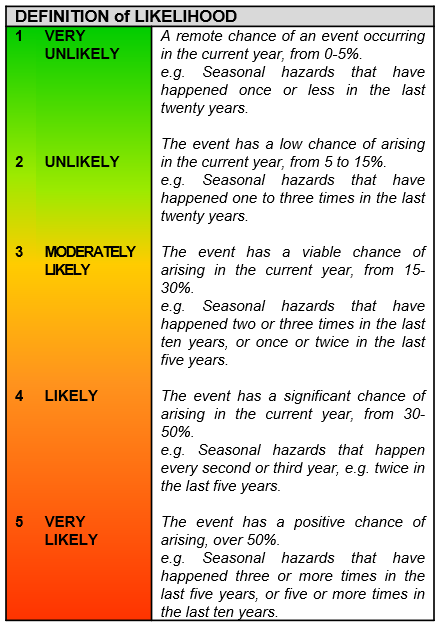 DEFINITION of LIKELIHOOD
1 VERY UNLIKELY
A remote chance of an event occurring
in the current year, from 0-5%.
e.g. Seasonal hazards that have
happened once or less in the last
twenty years.
2 UNLIKELY
The event has a low chance of arising
in the current year, from 5 to 15%.
e.g. Seasonal hazards that have
happened one to three times in the last
twenty years.
3 MODERATELY LIKELY
The event has a viable chance of
arising in the current year, from 15-
30%.
e.g. Seasonal hazards that have
happened two or three times in the last
ten years, or once or twice in the last
five years.
4 LIKELY
The event has a significant chance of
arising in the current year, from 30-
50%.
e.g. Seasonal hazards that happen
every second or third year, e.g. twice in
the last five years.
5 VERY LIKELY
The event has a positive chance of
arising, over 50%.
e.g. Seasonal hazards that have
happened three or more times in the
last five years, or five or more times in
the last ten years.